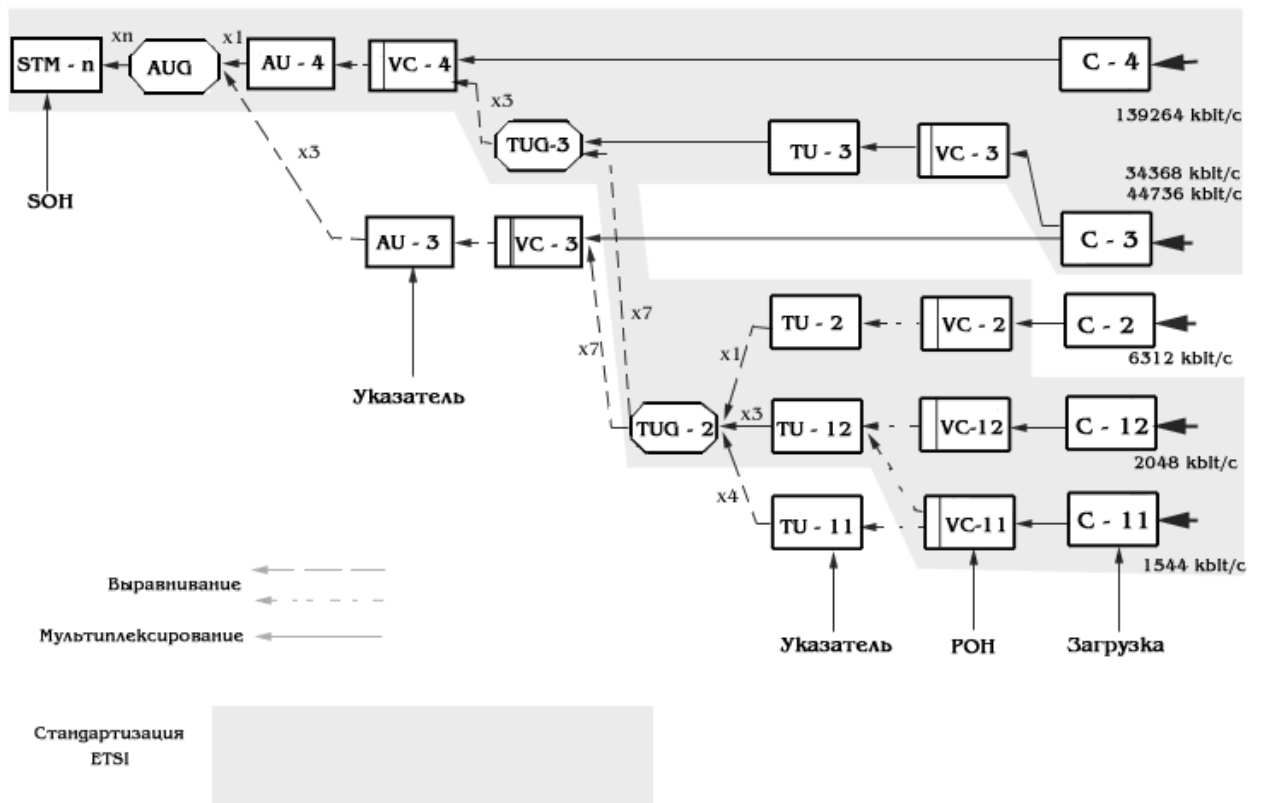 xn
x1
STM - n
AUG
AU - 4
VC - 4
C - 4
x3
139264 kbit/c
TUG-3
TU - 3
VC - 3
x3
34368 kbit/c
44736 kbit/c
SOH
AU - 3
VC - 3
C - 3
x7
TU - 2
VC - 2
C - 2
x7
x1
6312 kbit/c
Указатель
x3
TUG - 2
TU - 12
VC-12
C - 12
2048 kbit/c
x4
TU - 11
VC-11
C - 11
1544 kbit/c
Выравнивание
Мультиплексирование
Указатель
POH
Загрузка
Стандартизация
ETSI